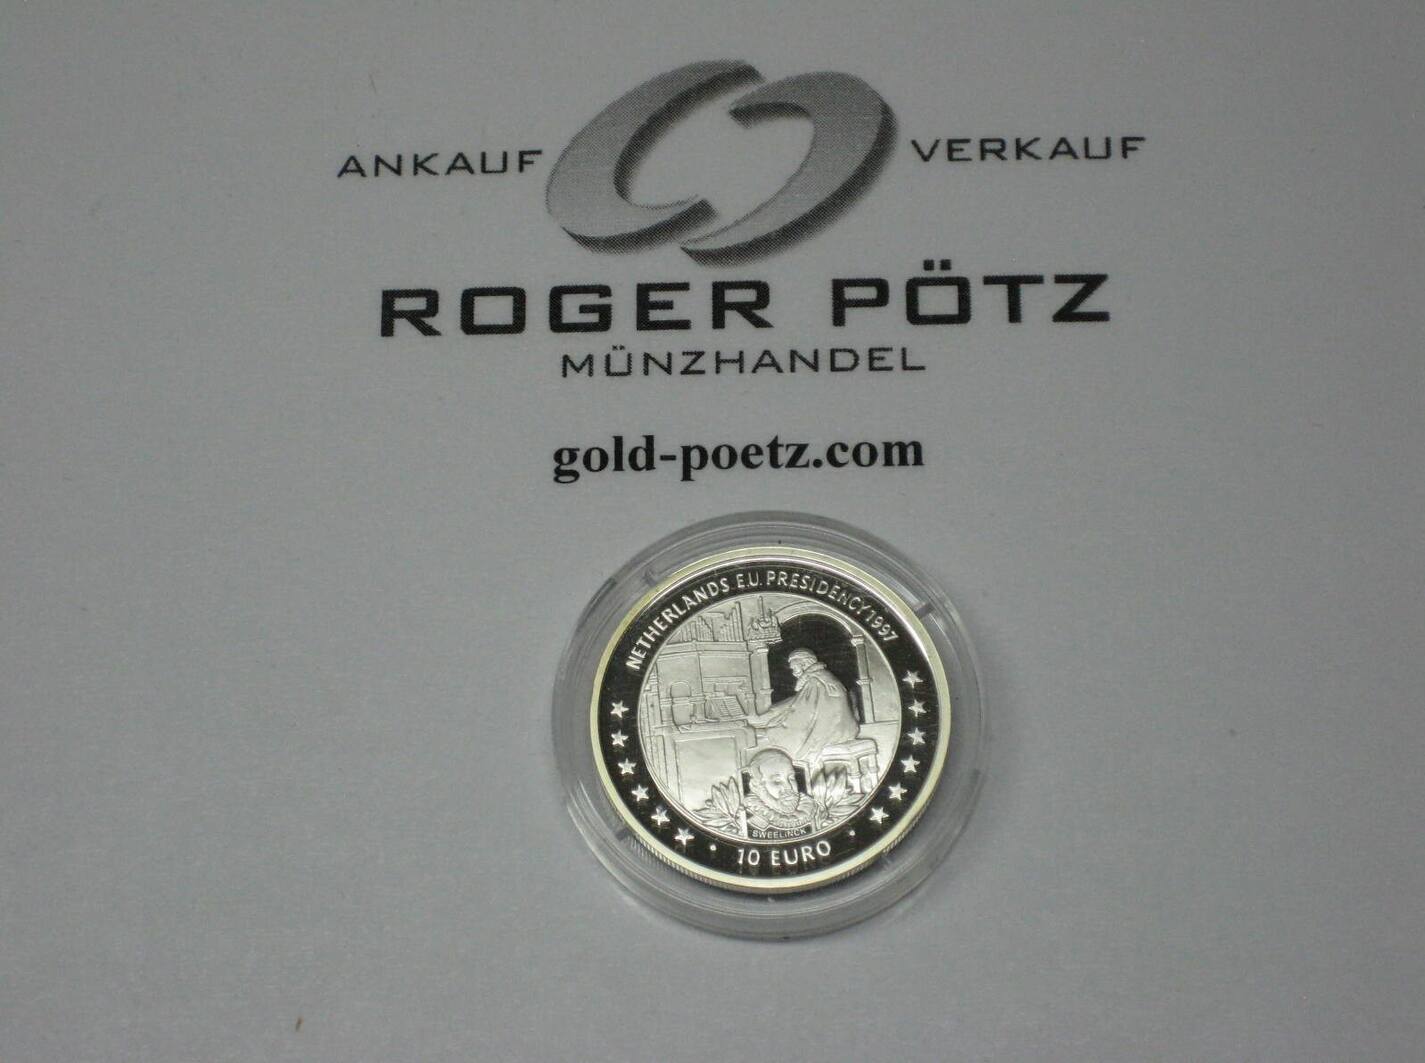 ANKAUF VERKAUF
ROGER PÖTZ
MÜNZHANDEL
gold-poetz.com
NETHERLANDS E.U. PRESIDENCY 1997
SWEELINCK
10 EURO